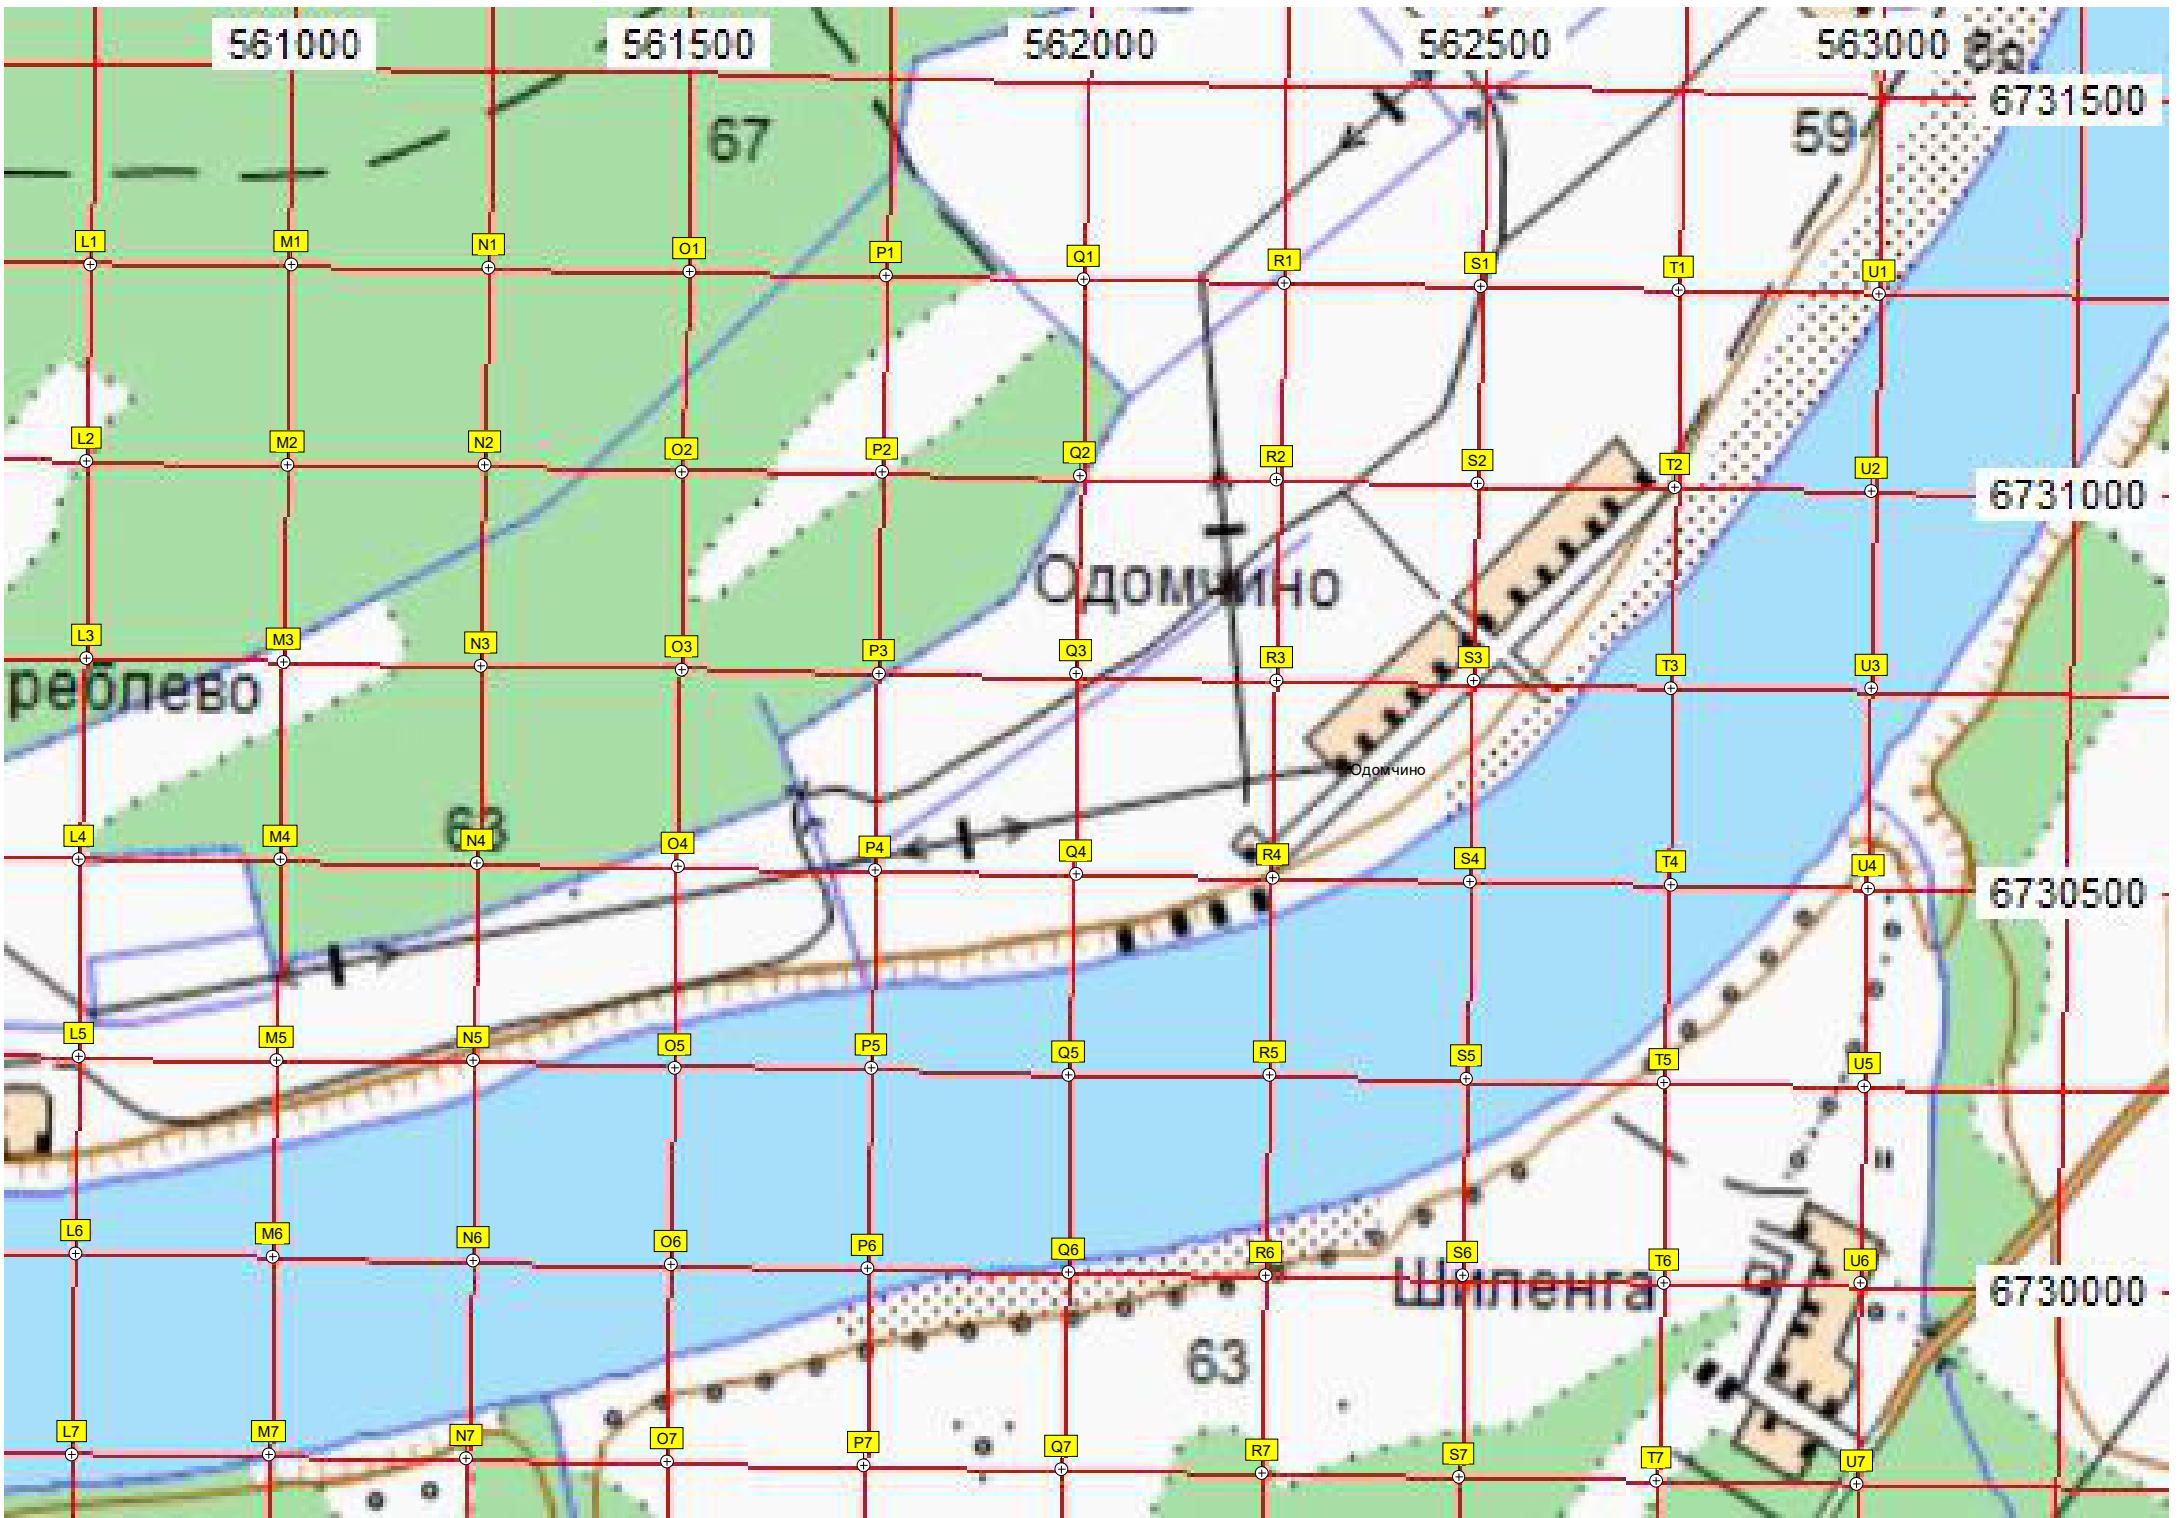 561000 561500 562000 562500 563000
6731500
67
59
L1 M1 N1 O1 P1 Q1 R1 S1 T1 U1
L2 M2 N2 O2 P2 Q2 R2 S2 T2 U2
6731000
Одомчино
L3 M3 N3 O3 P3 Q3 R3 S3 T3 U3
реблево
Одомчино
63
L4 M4 N4 O4 P4 Q4 R4 S4 T4 U4
6730500
L5 M5 N5 O5 P5 Q5 R5 S5 T5 U5
L6 M6 N6 O6 P6 Q6 R6 S6 T6 U6
Шиленга
6730000
63
L7 M7 N7 O7 P7 Q7 R7 S7 T7 U7